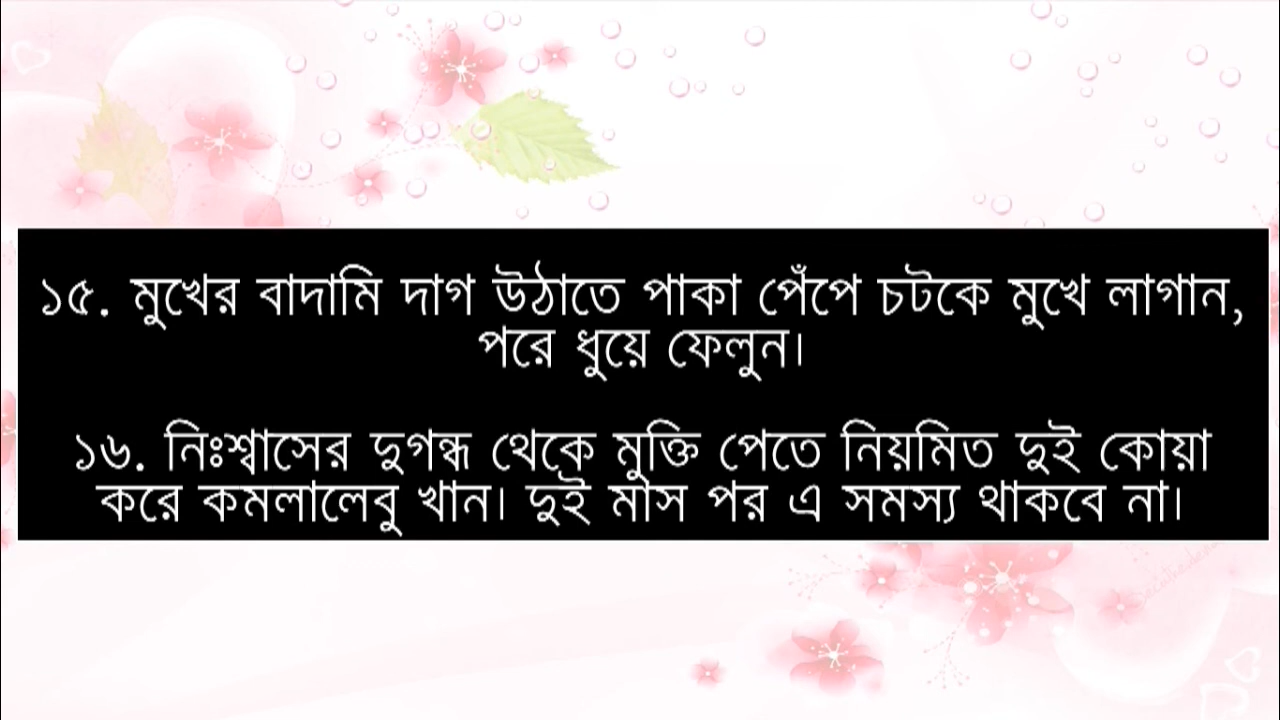 ১৫. মুখের বাদামি দাগ উঠাতে পাকা পেঁপে চটকে মুখে লাগান,
পরে ধুয়ে ফেলুন।
১৬. নিঃশ্বাসের দুগন্ধ থেকে মুক্তি পেতে নিয়মিত দুই কোয়া
করে কমলালেবু খান। দুই মাস পর এ সমস্য থাকবে না।